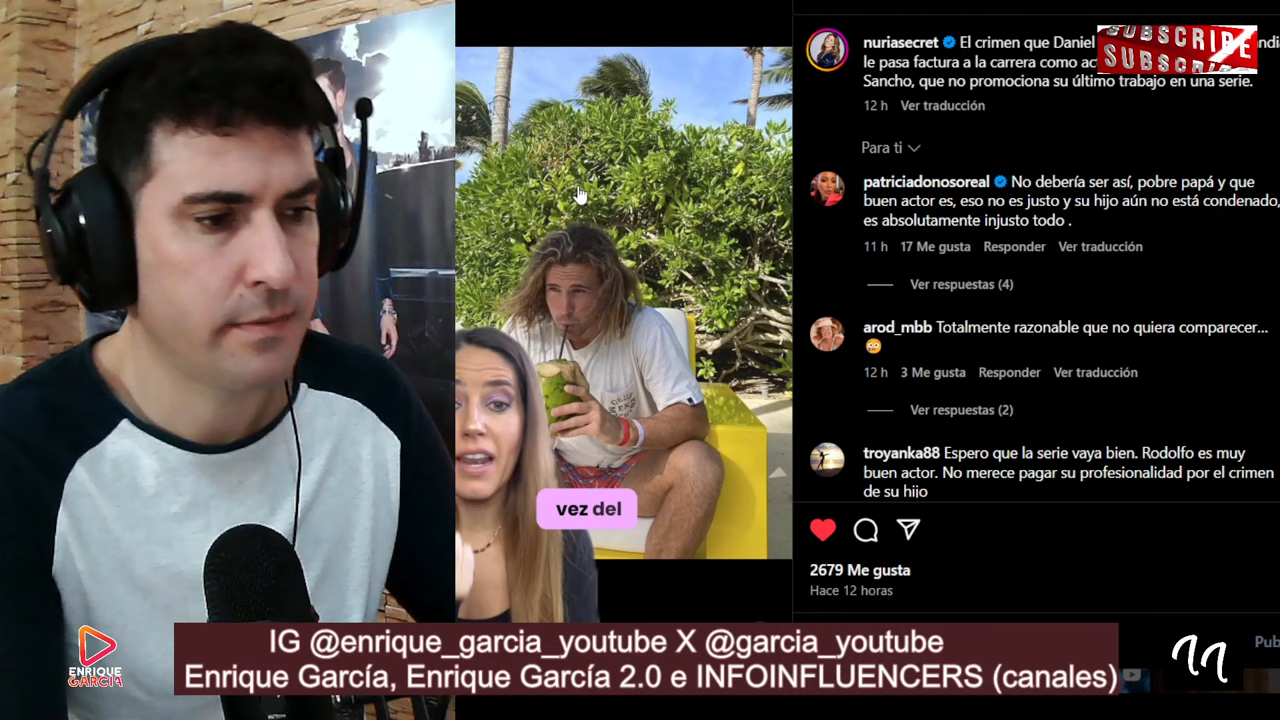 nuriasecret El crimen que Daniel
le pasa factura a la carrera como
Sancho, que no promociona su último trabajo en una serie.
12 h Ver traducción
SUBSCRIBE
SUBSCRIBE
Para ti
patriciadonosoreal No debería ser así, pobre papá y que
buen actor es, eso no es justo y su hijo aún no está condenado,
es absolutamente injusto todo .
11 h 17 Me gusta Responder Ver traducción
Ver respuestas (4)
arod_mbb Totalmente razonable que no quiera comparecer...
12 h 3 Me gusta Responder Ver traducción
Ver respuestas (2)
troyanka88 Espero que la serie vaya bien. Rodolfo es muy
buen actor. No merece pagar su profesionalidad por el crimen
de su hijo
vez del
2679 Me gusta
Hace 12 horas
IG @enrique_garcia_youtube X @garcia_youtube
Enrique García, Enrique García 2.0 e INFOINFLUENCERS (canales)
ENRIQUE
GARCIA